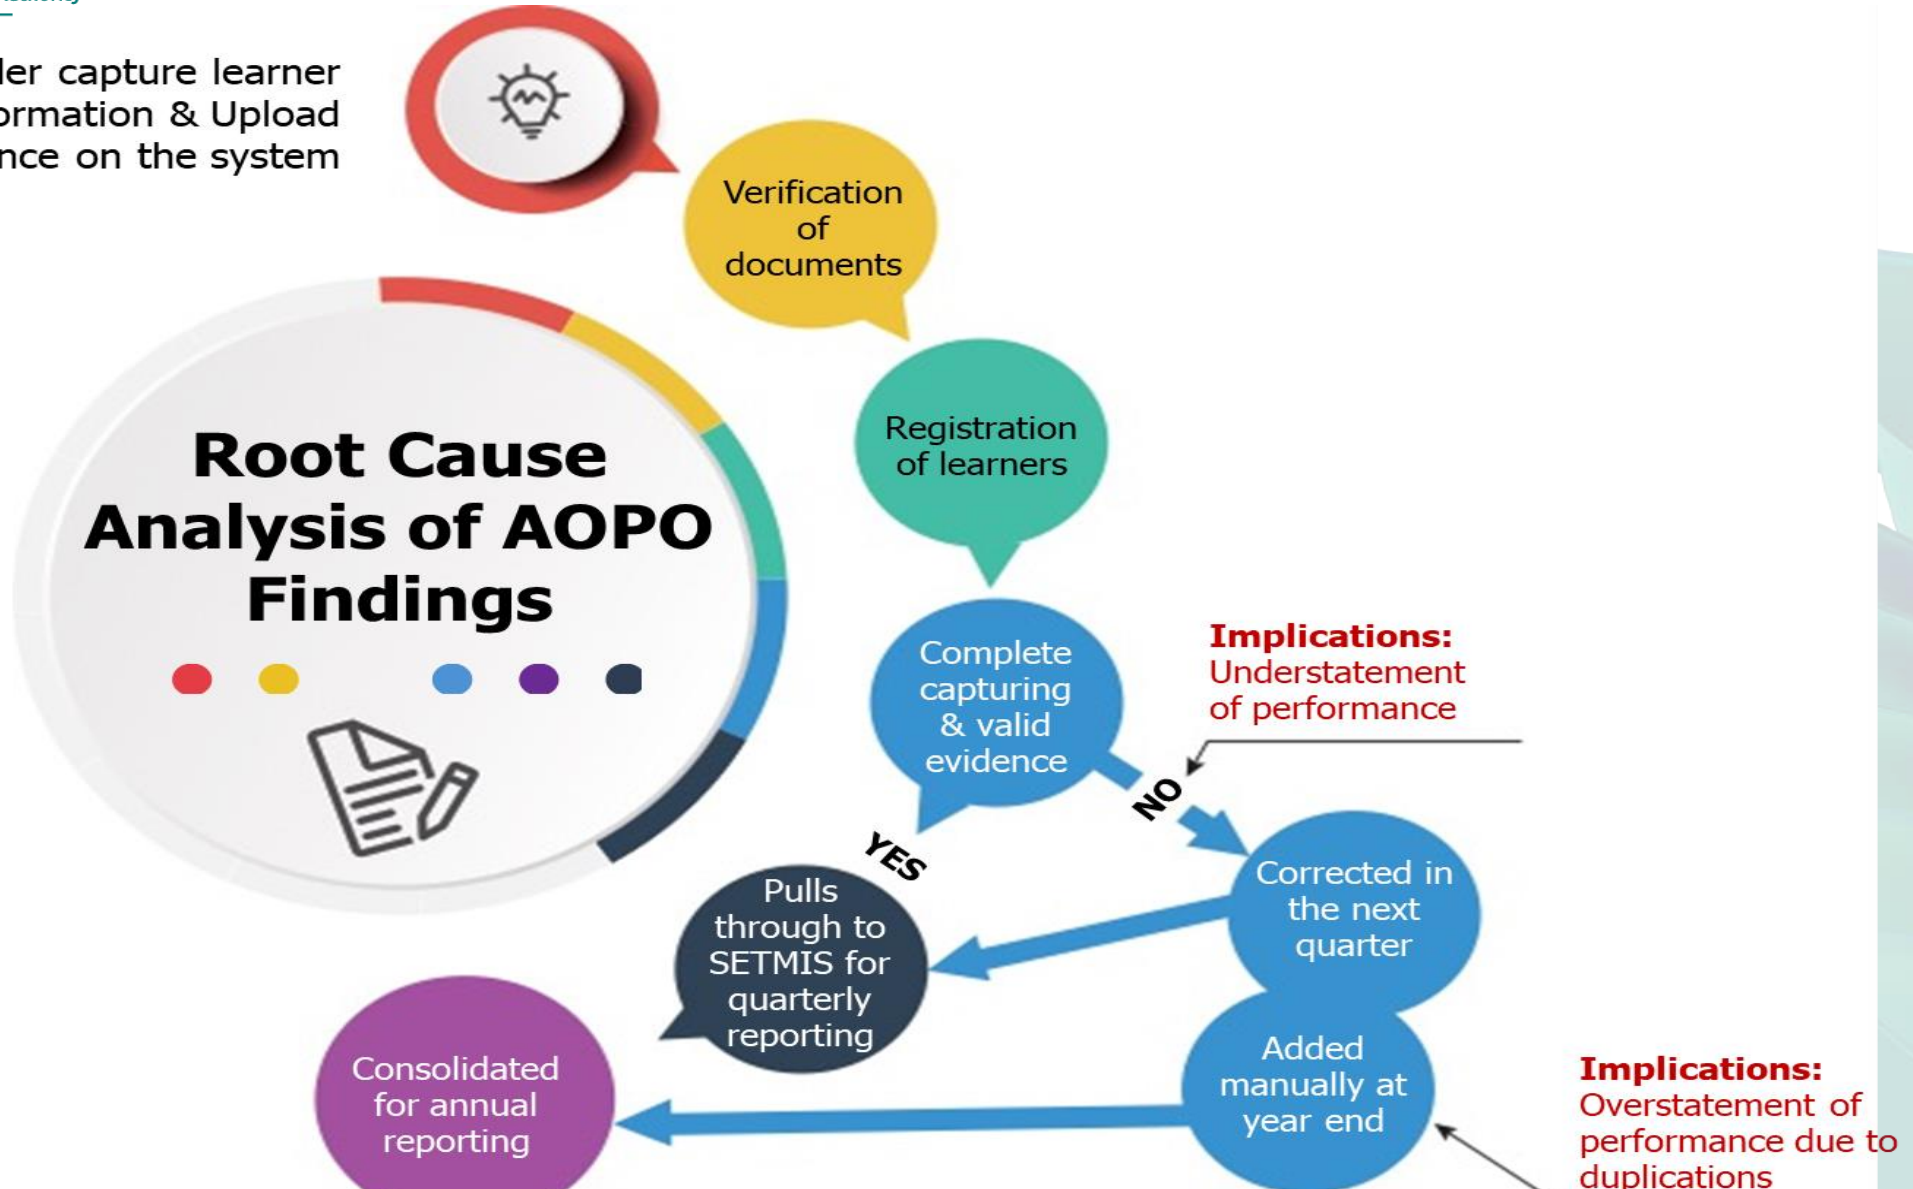 der capture learner
ormation & Upload
nce on the system
Verification
of
documents
Registration
of learners
Root Cause
Analysis of AOPO
Findings
Complete
capturing
& valid
evidence
Implications:
Understatement
of performance
NO
YES
Corrected in
the next
quarter
Pulls
through to
SETMIS for
quarterly
reporting
Added
manually at
year end
Consolidated
for annual
reporting
Implications:
Overstatement of
performance due to
duplications